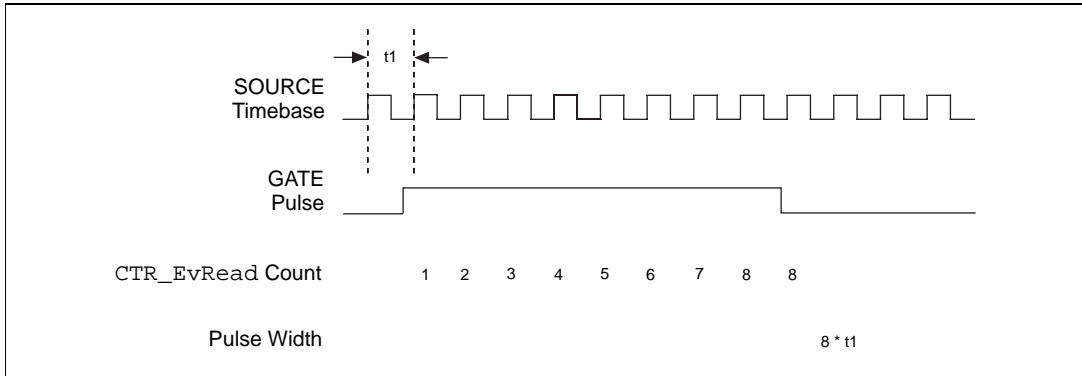 t1
SOURCE
Timebase
GATE
Pulse
CTR_EvRead Count 1 2 3 4 5 6 7 8 8
Pulse Width 8 * t1